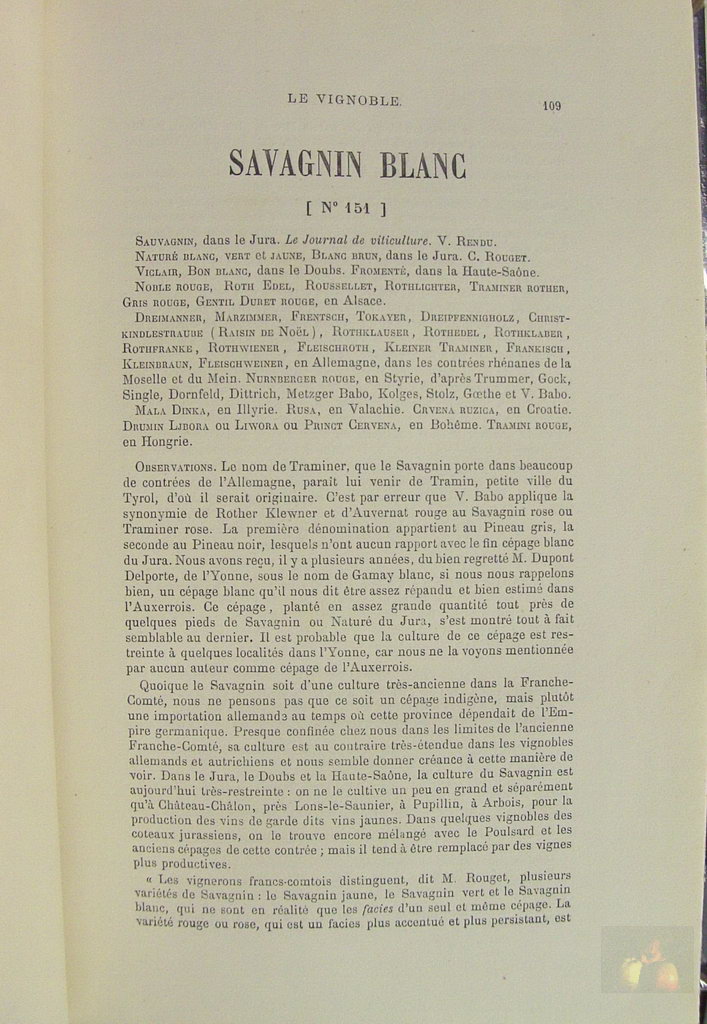 LE VIGNOBLE.
109
SAVAGNIN BLANC
[ N° 151 ]
SAUVAGNIN, dans le Jura. Le Journal de viticulture. V. RENDU.
NATURÉ BLANC, VERT et JAUNE, BLANC BRUN, dans le Jura. C. ROUGET.
VICLAIR, BON BLANC, dans le Doubs. FROMENTÉ, dans la Haute-Saône.
NOBLE ROUGE, ROTH EDEL, ROUSSELLET, ROTHLICHTER, TRAMINER ROTHER,
GRIS ROUGE, GENTIL DURET ROUGE, en Alsace.
DREIMANNER, MARZIMMER, FRENTSCH, TOKAYER, DREIPFENNIGHOLZ, CHRIST-
KINDLESTRAUBE (RAISIN DE NOËL), ROTHKLAUSER, ROTHEDEL, ROTHKLABER,
ROTHFRANKE, ROTHWIENER, FLEISCHROTH, KLEINER TRAMINER, FRANKISCH,
KLEINBRAUN, FLEISCHWEINER, en Allemagne, dans les contrées rhénanes de la
Moselle et du Mein. NURNBERGER ROUGE, en Styrie, d'après Trummer, Gock,
Single, Dornfeld, Dittrich, Metzger Babo, Kolges, Stolz, Gœthe et V. Babo.
MALA DINKA, en Illyrie. RUSA, en Valachie. CRVENA RUZICA, en Croatie.
DRUMIN LJBORA ou LIWORA ou PRINCT CERVENA, en Bohême. TRAMINI ROUGE,
en Hongrie.
OBSERVATIONS. Le nom de Traminer, que le Savagnin porte dans beaucoup
de contrées de l'Allemagne, paraît lui venir de Tramin, petite ville du
Tyrol, d'où il serait originaire. C'est par erreur que V. Babo applique la
synonymie de Rother Klewner et d'Auvernat rouge au Savagnin rose ou
Traminer rose. La première dénomination appartient au Pineau gris, la
seconde au Pineau noir, lesquels n'ont aucun rapport avec le fin cépage blanc
du Jura. Nous avons reçu, il y a plusieurs années, du bien regretté M. Dupont
Delporte, de l'Yonne, sous le nom de Gamay blanc, si nous nous rappelons
bien, un cépage blanc qu'il nous dit être assez répandu et bien estimé dans
l'Auxerrois. Ce cépage, planté en assez grande quantité tout près de
quelques pieds de Savagnin ou Naturé du Jura, s'est montré tout à fait
semblable au dernier. Il est probable que la culture de ce cépage est res-
treinte à quelques localités dans l'Yonne, car nous ne la voyons mentionnée
par aucun auteur comme cépage de l'Auxerrois.
Quoique le Savagnin soit d'une culture très-ancienne dans la Franche-
Comté, nous ne pensons pas que ce soit un cépage indigène, mais plutôt
une importation allemande au temps où cette province dépendait de l'Em-
pire germanique. Presque confinée chez nous dans les limites de l'ancienne
Franche-Comté, sa culture est au contraire très-étendue dans les vignobles
allemands et autrichiens et nous semble donner créance à cette manière de
voir. Dans le Jura, le Doubs et la Haute-Saône, la culture du Savagnin est
aujourd'hui très-restreinte : on ne le cultive un peu en grand et séparément
qu'à Château-Châlon, près Lons-le-Saunier, à Pupillin, à Arbois, pour la
production des vins de garde dits vins jaunes. Dans quelques vignobles des
coteaux jurassiens, on le trouve encore mélangé avec le Poulsard et les
anciens cépages de cette contrée ; mais il tend à être remplacé par des vignes
plus productives.
« Les vignerons francs-comtois distinguent, dit M. Rouget, plusieurs
variétés de Savagnin : le Savagnin jaune, le Savagnin vert et le Savagnin
blanc, qui ne sont en réalité que les facies d'un seul et même cépage. La
variété rouge ou rose, qui est un facies plus accentué et plus persistant, est